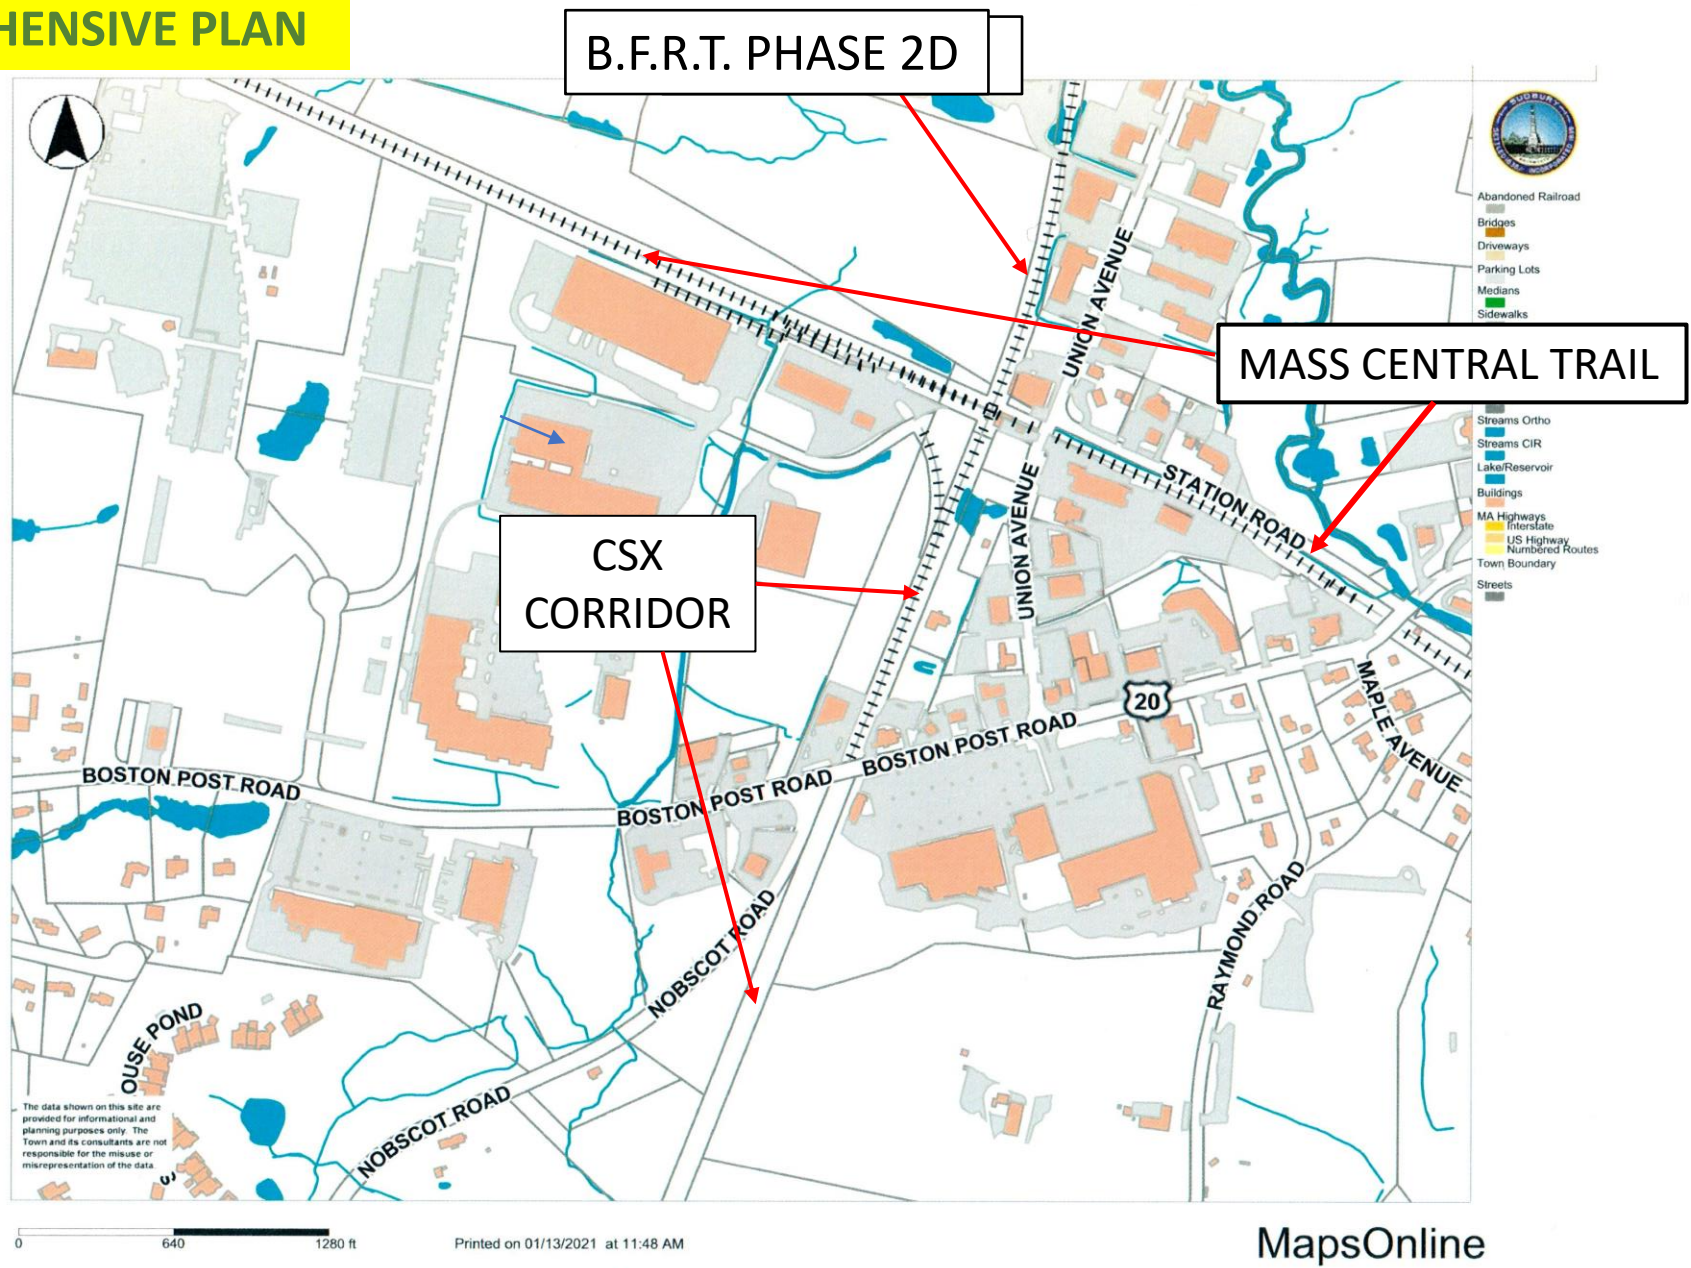 HENSIVE PLAN
B.F.R.T. PHASE 2D
SUDBURY
Abandoned Railroad
Bridges
Driveways
Parking Lots
Medians
Sidewalks
UNION AVENUE
MASS CENTRAL TRAIL
Streams Ortho
Streams CIR
Lake/Reservoir
Buildings
MA Highways
Interstate
US Highway
Numbered Routes
Town Boundary
Streets
STATION ROAD
UNION AVENUE
CSX
CORRIDOR
MAPLE AVENUE
20
BOSTON POST ROAD
BOSTON POST ROAD
BOSTON POST ROAD
NOBSCOT ROAD
RAYMOND ROAD
OUSE POND
NOBSCOT ROAD
The data shown on this site are
provided for informational and
planning purposes only. The
Town and its consultants are not
responsible for the misuse or
misrepresentation of the data.
S
0 640 1280 ft
Printed on 01/13/2021 at 11:48 AM
MapsOnline